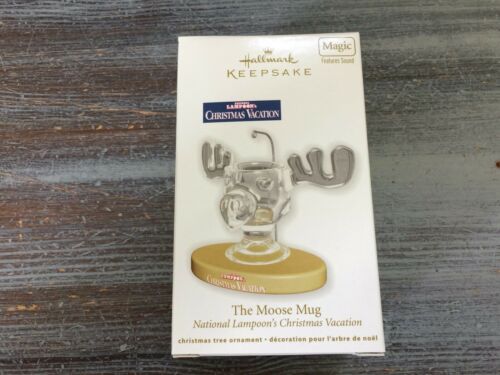 Hallmark
KEEPSAKE
Magic
Features Sound
LAMPOON'S
CHRISTMAS VACATION
CHRISTMAS VACATION
The Moose Mug
National Lampoon's Christmas Vacation
christmas tree ornament • décoration pour l'arbre de noël